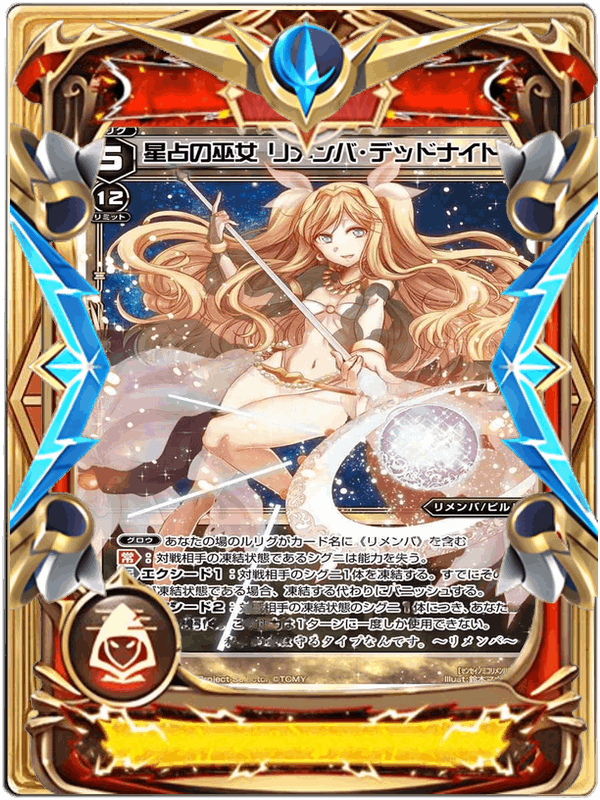 5
星占の巫女 リメンバ・デッドナイト
12
リミット
リメンバ/ピル
グロウ あなたの場のルリグがカード名に《リメンバ》を含む
常:対戦相手の凍結状態であるシグニは能力を失う。
エクシード1:対戦相手のシグニ1体を凍結する。すでにその
凍結状態である場合、凍結する代わりにバニッシュする。
シード2: 相手の凍結状態のシグニ1体につき、あなた
は1ターンに一度しか使用できない。
守るタイプなんです。~リメンバ~
Project Selector ©TOMY
Illust.